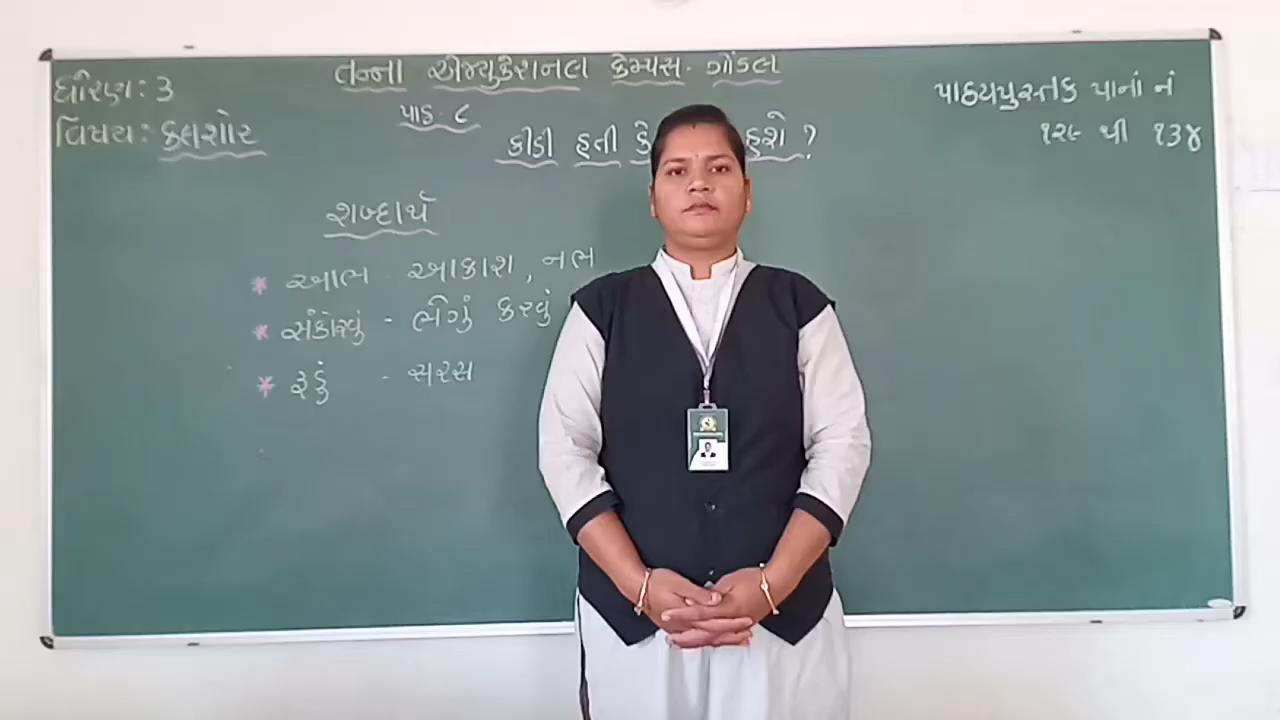 તન્ના એજ્યુકેશનલ કેમ્પસ- ગોંડલ
ધોરણ: 3
વિષય: કલશોર
પાઠ- ૮
કીડી હતી હશે ?
પાઠયપુસ્તક પાનાં નં
૧૨૯ થી ૧૩૪
શબ્દાર્થ
* આભ - આકાશ, નભ
* સંકોરવું - ભેગું કરવું
* રૂડું - સરસ